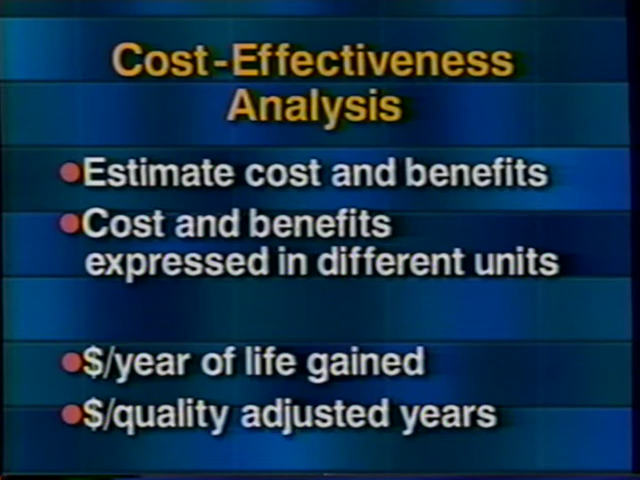 Cost-Effectiveness
Analysis
Estimate cost and benefits
Cost and benefits
expressed in different units
$/year of life gained
$/quality adjusted years